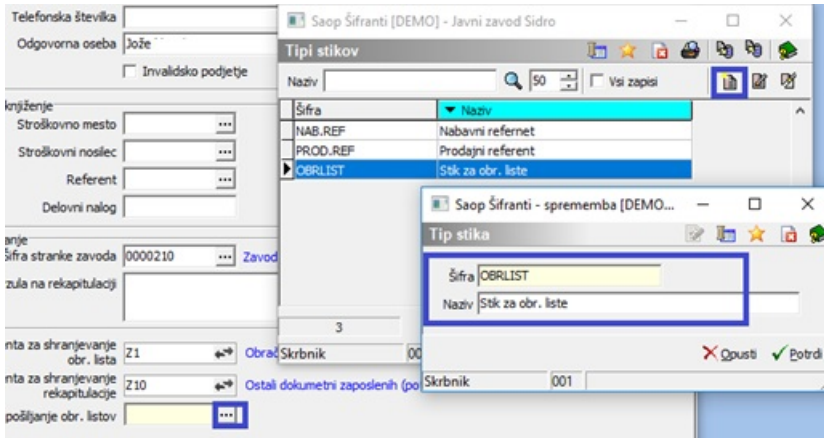 Telefonska številka
Odgovorna oseba Jože
Invalidsko podjetje
knjiženje
Stroškovno mesto
Stroškovni nosilec
Referent
Delovni nalog
anje
Šifra stranke zavoda 0000210 Zavod
zula na rekapitulaciji
nta za shranjevanje
obr. lista Z1 Obrač
nta za shranjevanje
rekapitulacije Z10 Ostali dokumetni zaposlenih (po
pošiljanje obr. listov
Saop Šifranti [DEMO] - Javni zavod Sidro
Tipi stikov
Naziv 50 Vsi zapisi
Šifra Naziv
NAB.REF Nabavni refernet
PROD.REF Prodajni referent
OBRLIST Stik za obr. liste
3
Skrbnik 00
Saop Šifranti - sprememba [DEMO...
Tip stika
Šifra OBRLIST
Naziv Stik za obr. liste
Opusti Potrdi
Skrbnik 001